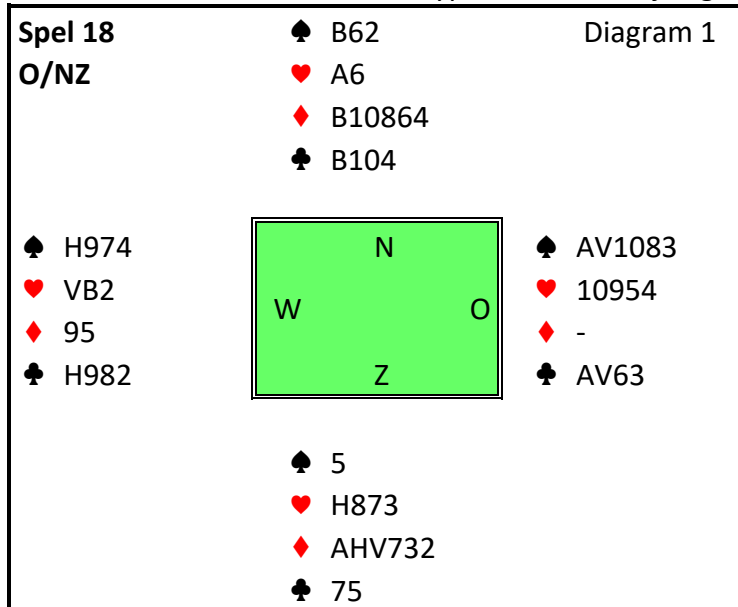 Spel 18 ♠ B62 Diagram 1
O/NZ ♥ A6
♦ B10864
♣ B104
♠ H974 N ♠ AV1083
♥ VB2 ♥ 10954
W O
♦ 95 ♦ -
♣ H982 Z ♣ AV63
♠ 5
♥ H873
♦ AHV732
♣ 75